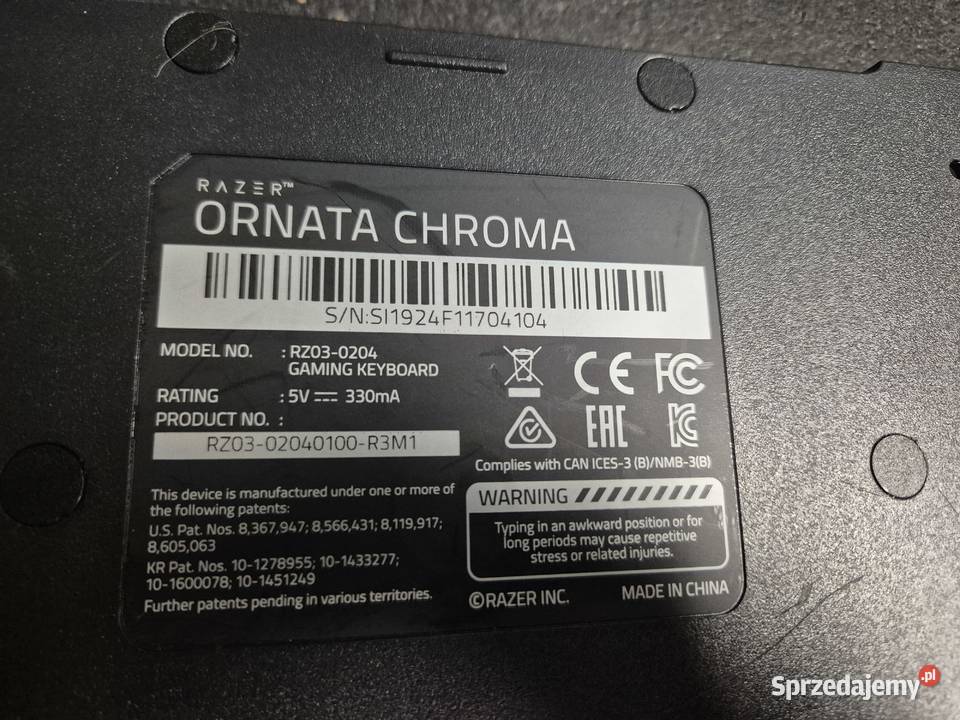 RAZER™
ORNATA CHROMA
S/N:SI1924F11704104
MODEL NO. : RZ03-0204
GAMING KEYBOARD
RATING : 5V ⎓ 330mA
PRODUCT NO. :
RZ03-02040100-R3M1
CE FC
EAC
Complies with CAN ICES-3 (B)/NMB-3(B)
This device is manufactured under one or more of
the following patents:
U.S. Pat. Nos. 8,367,947; 8,566,431; 8,119,917;
8,605,063
KR Pat. Nos. 10-1278955; 10-1433277;
10-1600078; 10-1451249
Further patents pending in various territories.
WARNING
Typing in an awkward position or for
long periods may cause repetitive
stress or related injuries.
©RAZER INC. MADE IN CHINA
Sprzedajemy.pl